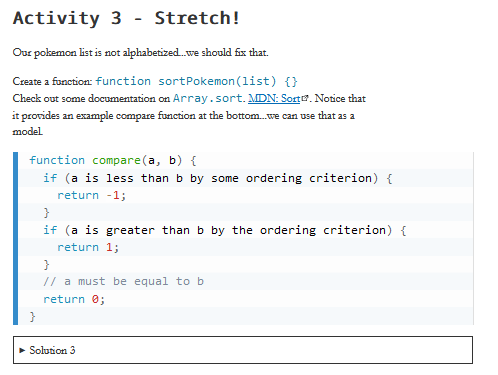 Activity 3 - Stretch!
Our pokemon list is not alphabetized...we should fix that.
Create a function: function sortPokemon(list) {}
Check out some documentation on Array.sort. MDN: Sort. Notice that
it provides an example compare function at the bottom...we can use that as a
model.
function compare(a, b) {
  if (a is less than b by some ordering criterion) {
    return -1;
  }
  if (a is greater than b by the ordering criterion) {
    return 1;
  }
  // a must be equal to b
  return 0;
}
▸ Solution 3